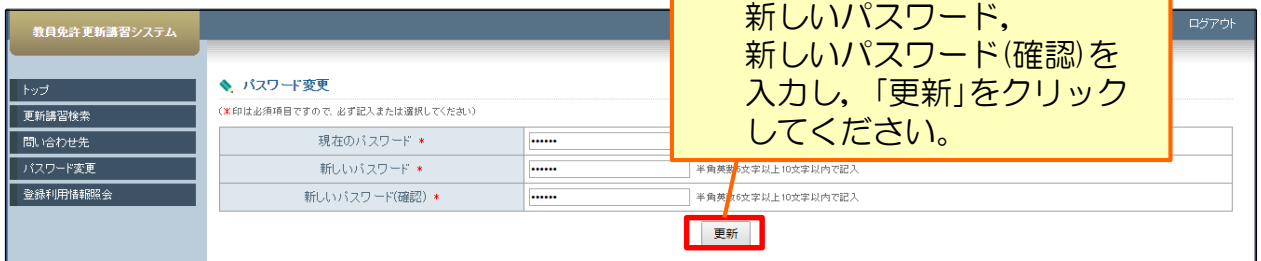 教員免許更新講習システム
ログアウト
新しいパスワード,
新しいパスワード(確認)を
入力し,「更新」をクリック
してください。
トップ
更新講習検索
問い合わせ先
パスワード変更
登録利用情報照会
パスワード変更
(*印は必須項目ですので、必ず記入または選択してください)
現在のパスワード * ••••••
新しいパスワード * •••••• 半角英数6文字以上10文字以内で記入
新しいパスワード(確認) * •••••• 半角英数6文字以上10文字以内で記入
更新